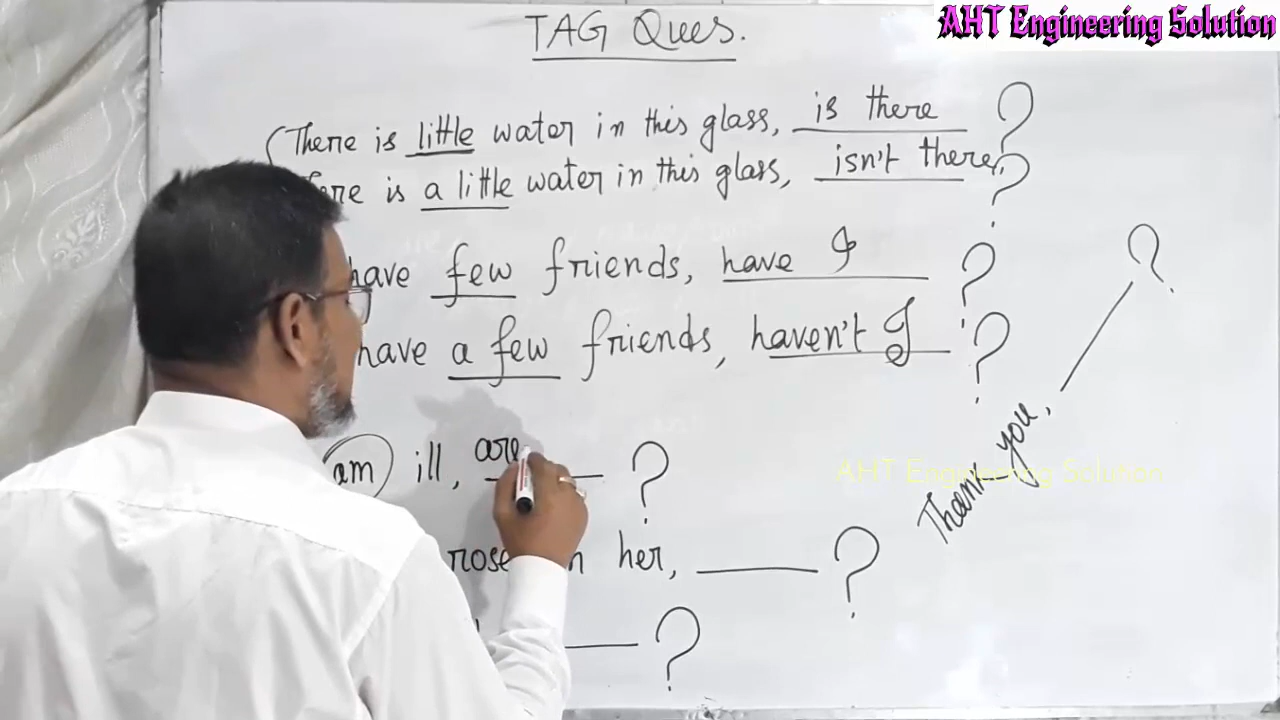 AHT Engineering Solution
TAG Ques.
There is little water in this glass, is there ?
is a little water in this glass, isn't there, ?
have few friends, have I ?
have a few friends, haven't I ?
am ill, are ?
rose her, ?
?
Thank you, ?
AHT Engineering Solution